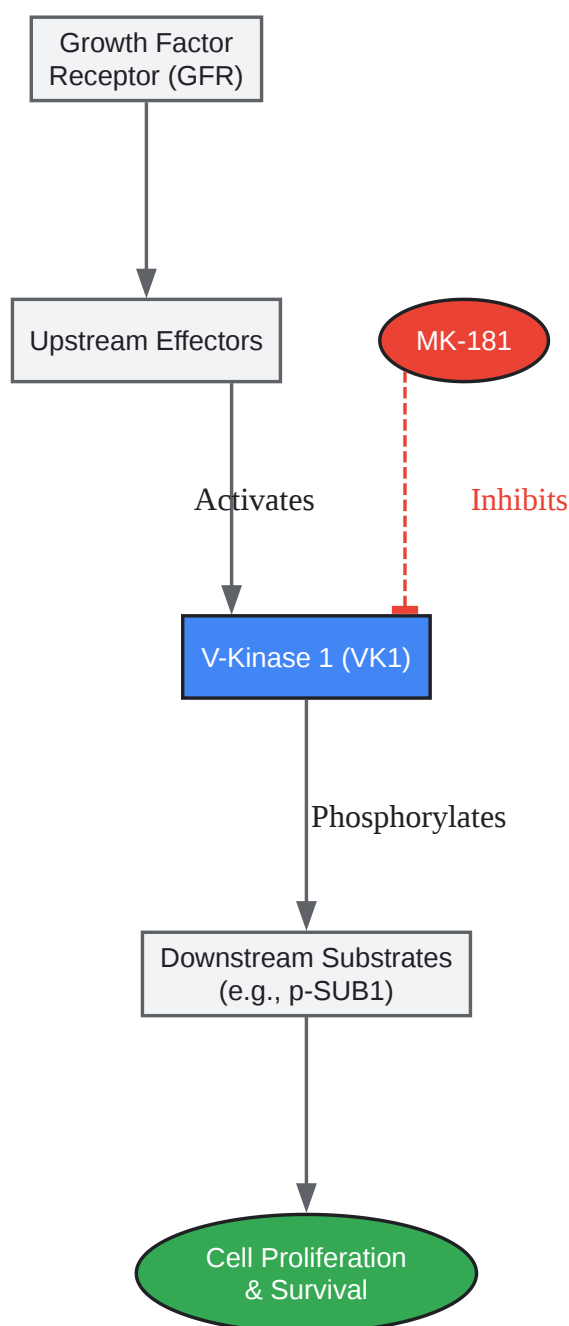 Growth Factor
Receptor (GFR)
Upstream Effectors
MK-181
Activates
Inhibits
V-Kinase 1 (VK1)
Phosphorylates
Downstream Substrates
(e.g., p-SUB1)
Cell Proliferation
& Survival